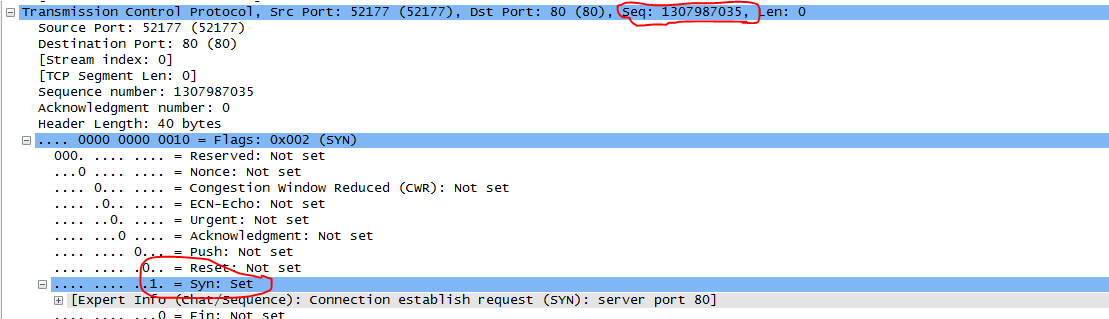 Transmission Control Protocol, Src Port: 52177 (52177), Dst Port: 80 (80), Seq: 1307987035, Len: 0
Source Port: 52177 (52177)
Destination Port: 80 (80)
[Stream index: 0]
[TCP Segment Len: 0]
Sequence number: 1307987035
Acknowledgment number: 0
Header Length: 40 bytes
.... 0000 0000 0010 = Flags: 0x002 (SYN)
000. .... .... = Reserved: Not set
...0 .... .... = Nonce: Not set
.... 0... .... = Congestion Window Reduced (CWR): Not set
.... .0.. .... = ECN-Echo: Not set
.... ..0. .... = Urgent: Not set
.... ...0 .... = Acknowledgment: Not set
.... .... 0... = Push: Not set
.... .... .0.. = Reset: Not set
.... .... ..1. = Syn: Set
[Expert Info (Chat/Sequence): Connection establish request (SYN): server port 80]
.... .... ...0 = Fin: Not set